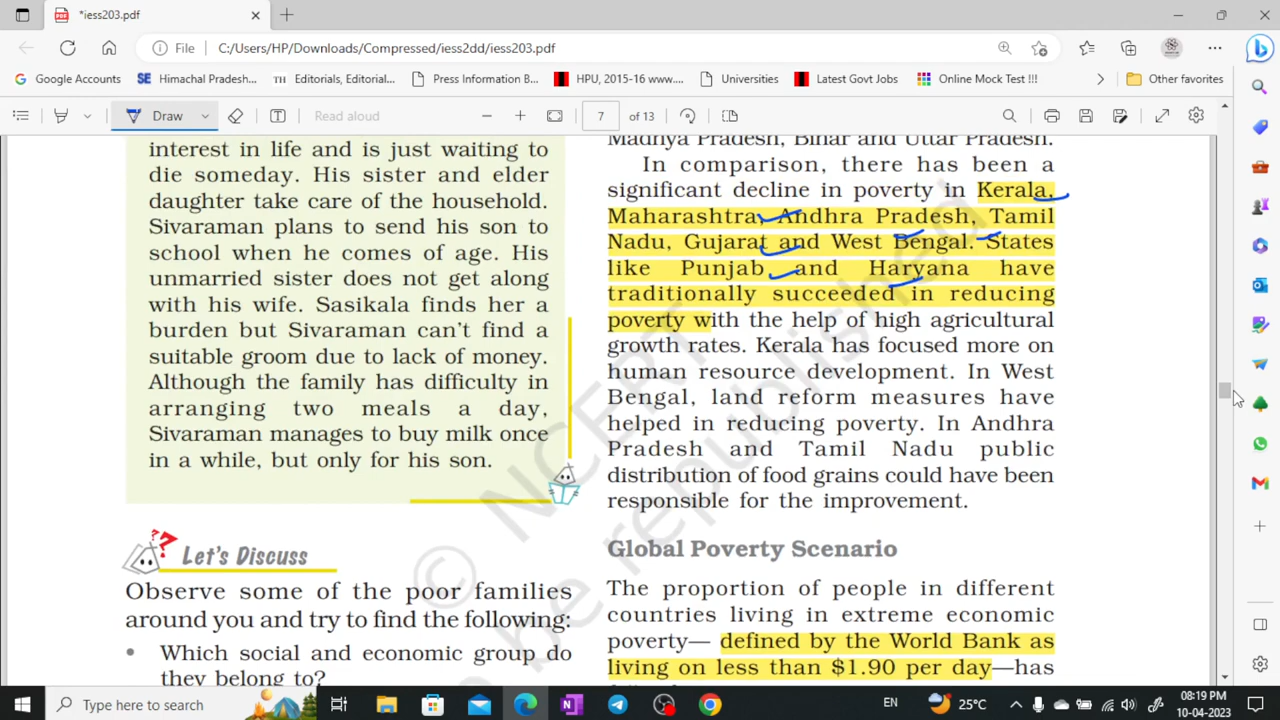 *iess203.pdf
File
C:/Users/HP/Downloads/Compressed/iess2dd/iess203.pdf
Google Accounts
SE Himachal Pradesh...
TH Editorials, Editorial...
Press Information B...
HPU, 2015-16 www....
Universities
Latest Govt Jobs
Online Mock Test !!!
Other favorites
Draw
Read aloud
7 of 13
interest in life and is just waiting to
die someday. His sister and elder
daughter take care of the household.
Sivaraman plans to send his son to
school when he comes of age. His
unmarried sister does not get along
with his wife. Sasikala finds her a
burden but Sivaraman can't find a
suitable groom due to lack of money.
Although the family has difficulty in
arranging two meals a day,
Sivaraman manages to buy milk once
in a while, but only for his son.
Let's Discuss
Observe some of the poor families
around you and try to find the following:
• Which social and economic group do
they belong to?
Madhya Pradesh, Bihar and Uttar Pradesh.
In comparison, there has been a
significant decline in poverty in Kerala,
Maharashtra, Andhra Pradesh, Tamil
Nadu, Gujarat and West Bengal. States
like Punjab and Haryana have
traditionally succeeded in reducing
poverty with the help of high agricultural
growth rates. Kerala has focused more on
human resource development. In West
Bengal, land reform measures have
helped in reducing poverty. In Andhra
Pradesh and Tamil Nadu public
distribution of food grains could have been
responsible for the improvement.
Global Poverty Scenario
The proportion of people in different
countries living in extreme economic
poverty— defined by the World Bank as
living on less than $1.90 per day—has
© NCERT
be republished
Type here to search
25°C
EN
08:19 PM
10-04-2023